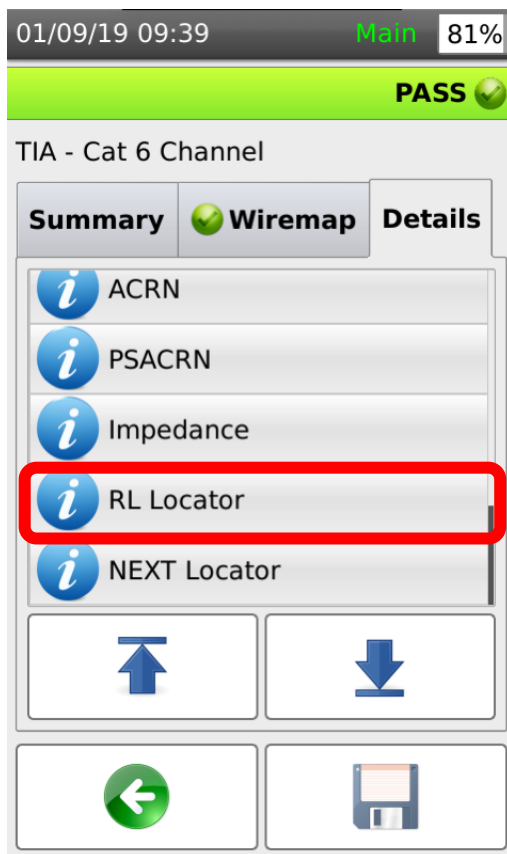 01/09/19 09:39 Main 81%
PASS
TIA - Cat 6 Channel
Summary Wiremap Details
i ACRN
i PSACRN
i Impedance
i RL Locator
i NEXT Locator